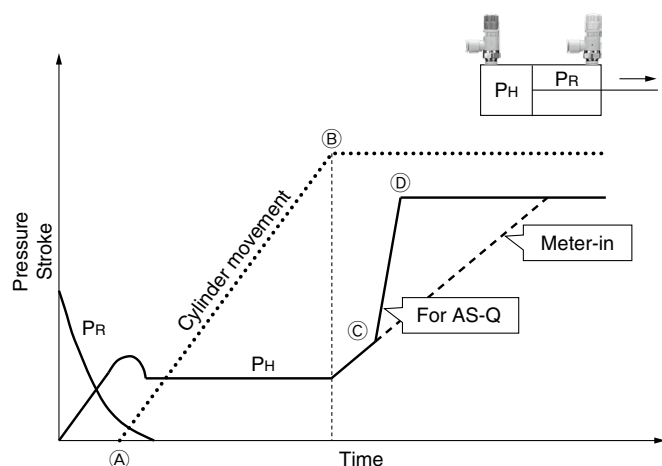 PH
PR
Ⓑ
Ⓓ
Pressure
Stroke
Cylinder movement
Meter-in
PR
Ⓒ
For AS-Q
PH
Ⓐ
Time